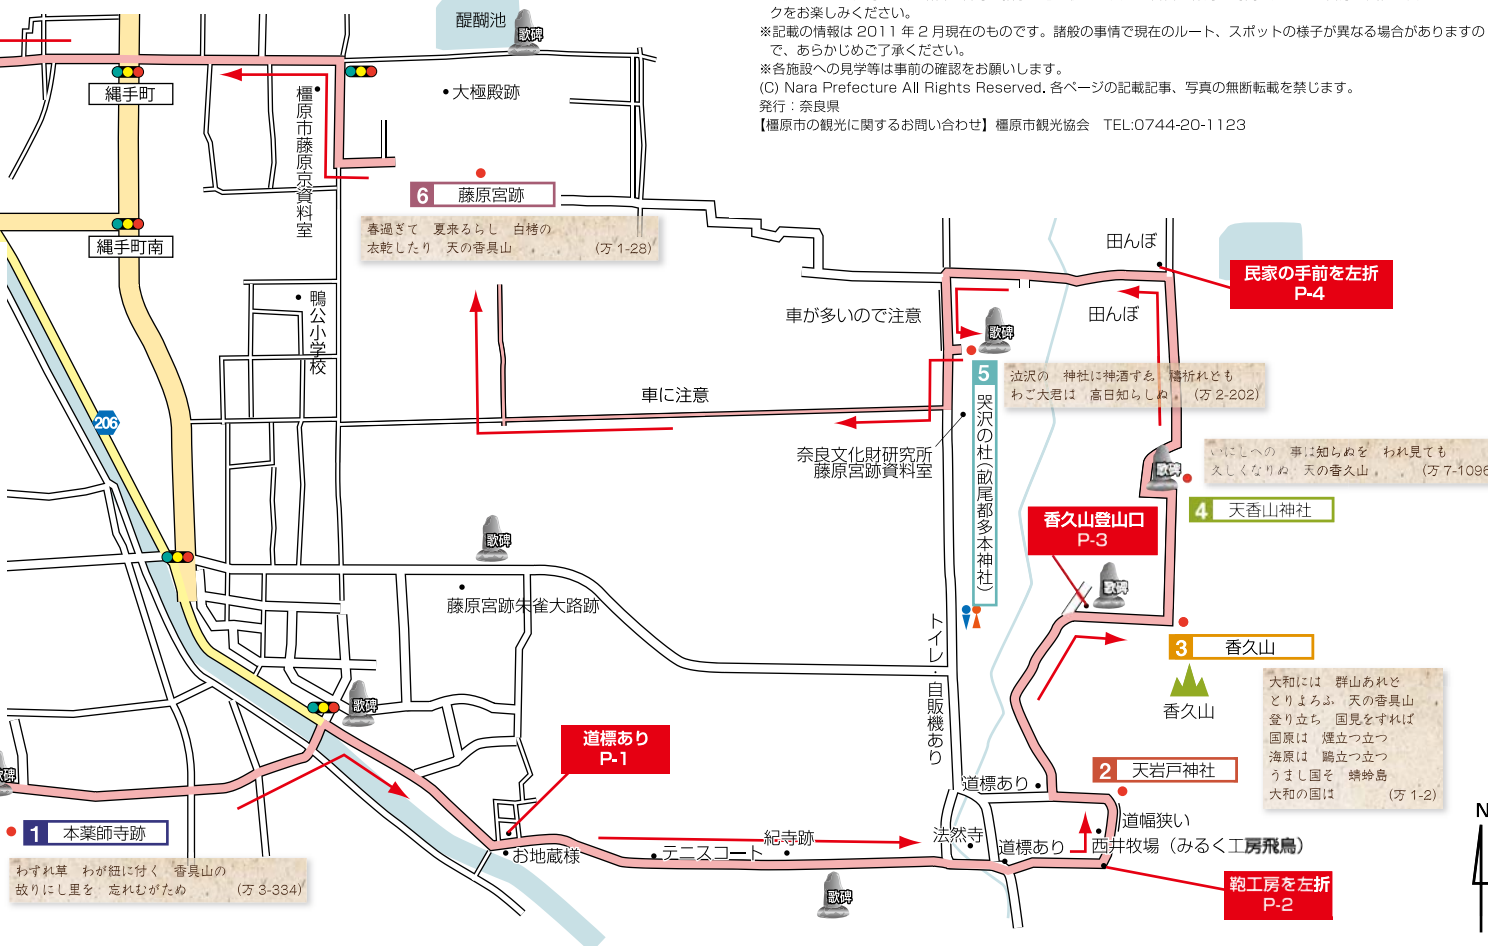 クをお楽しみください。
※記載の情報は 2011 年 2 月現在のものです。諸般の事情で現在のルート、スポットの様子が異なる場合がありますの
で、あらかじめご了承ください。
※各施設への見学等は事前の確認をお願いします。
(C) Nara Prefecture All Rights Reserved. 各ページの記載記事、写真の無断転載を禁じます。
発行：奈良県
【橿原市の観光に関するお問い合わせ】橿原市観光協会　TEL:0744-20-1123
醍醐池
歌碑
縄手町
橿原市藤原京資料室
大極殿跡
6 藤原宮跡
春過ぎて　夏来るらし　白栲の
衣乾したり　天の香具山　(万 1-28)
縄手町南
鴨公小学校
206
田んぼ
民家の手前を左折
P-4
田んぼ
車が多いので注意
歌碑
車に注意
5 哭沢の杜（畝尾都多本神社）
泣沢の　神社に神酒すゑ　禱祈れども
わご大君は　高日知らしぬ　(万 2-202)
奈良文化財研究所
藤原宮跡資料室
いにしへの　事は知らぬを　われ見ても
久しくなりぬ　天の香久山　(万 7-1096
歌碑
4 天香山神社
香久山登山口
P-3
歌碑
歌碑
藤原宮跡朱雀大路跡
トイレ・自販機あり
3 香久山
香久山
大和には　群山あれど
とりよろふ　天の香具山
登り立ち　国見をすれば
国原は　煙立つ立つ
海原は　鷗立つ立つ
うまし国そ　蜻蛉島
大和の国は　(万 1-2)
歌碑
道標あり
P-1
2 天岩戸神社
道標あり
歌碑
1 本薬師寺跡
わすれ草　わが紐に付く　香具山の
故りにし里を　忘れむがため　(万 3-334)
お地蔵様
テニスコート
紀寺跡
法然寺
道標あり
道幅狭い
西井牧場（みるく工房飛鳥）
歌碑
鞄工房を左折
P-2
N